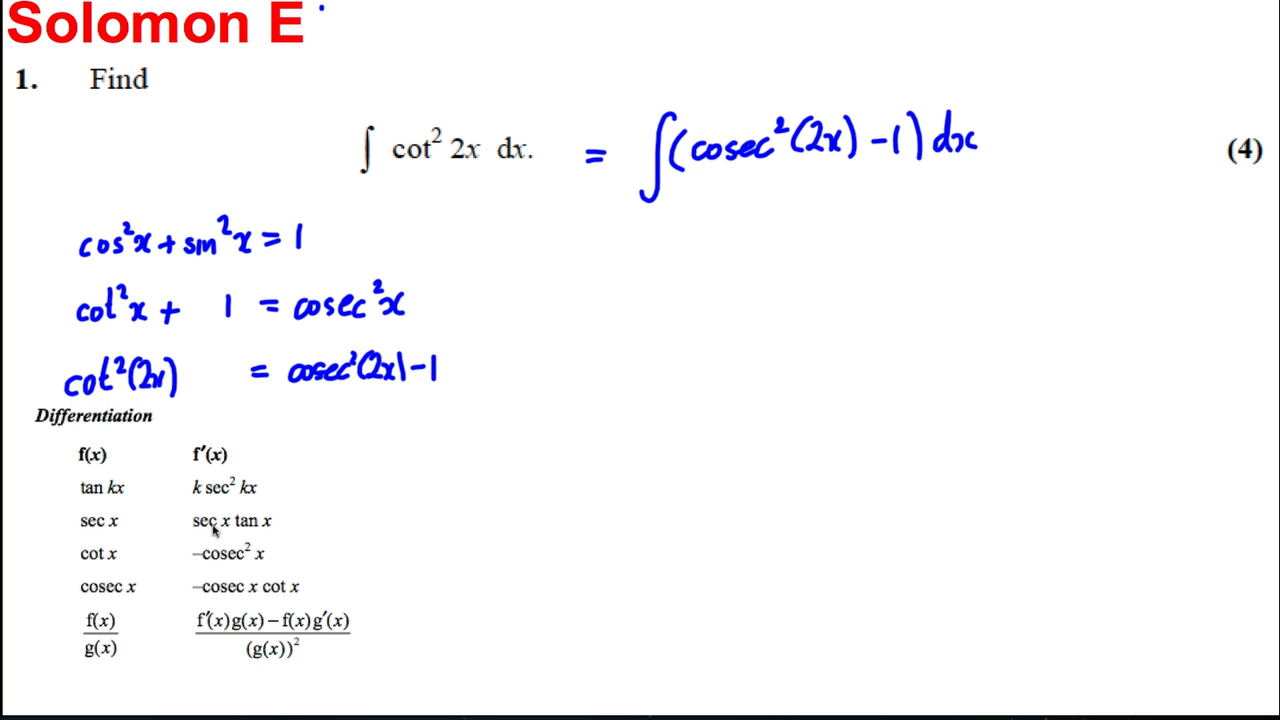 Solomon E
1. Find
∫ cot² 2x dx. = ∫(cosec²(2x) -1) dx (4)
cos²x + sin²x = 1
cot²x + 1 = cosec²x
cot²(2x) = cosec²(2x) -1
Differentiation
f(x) f′(x)
tan kx k sec² kx
sec x sec x tan x
cot x –cosec² x
cosec x –cosec x cot x
f(x)/g(x) f′(x)g(x) – f(x)g′(x)/(g(x))²